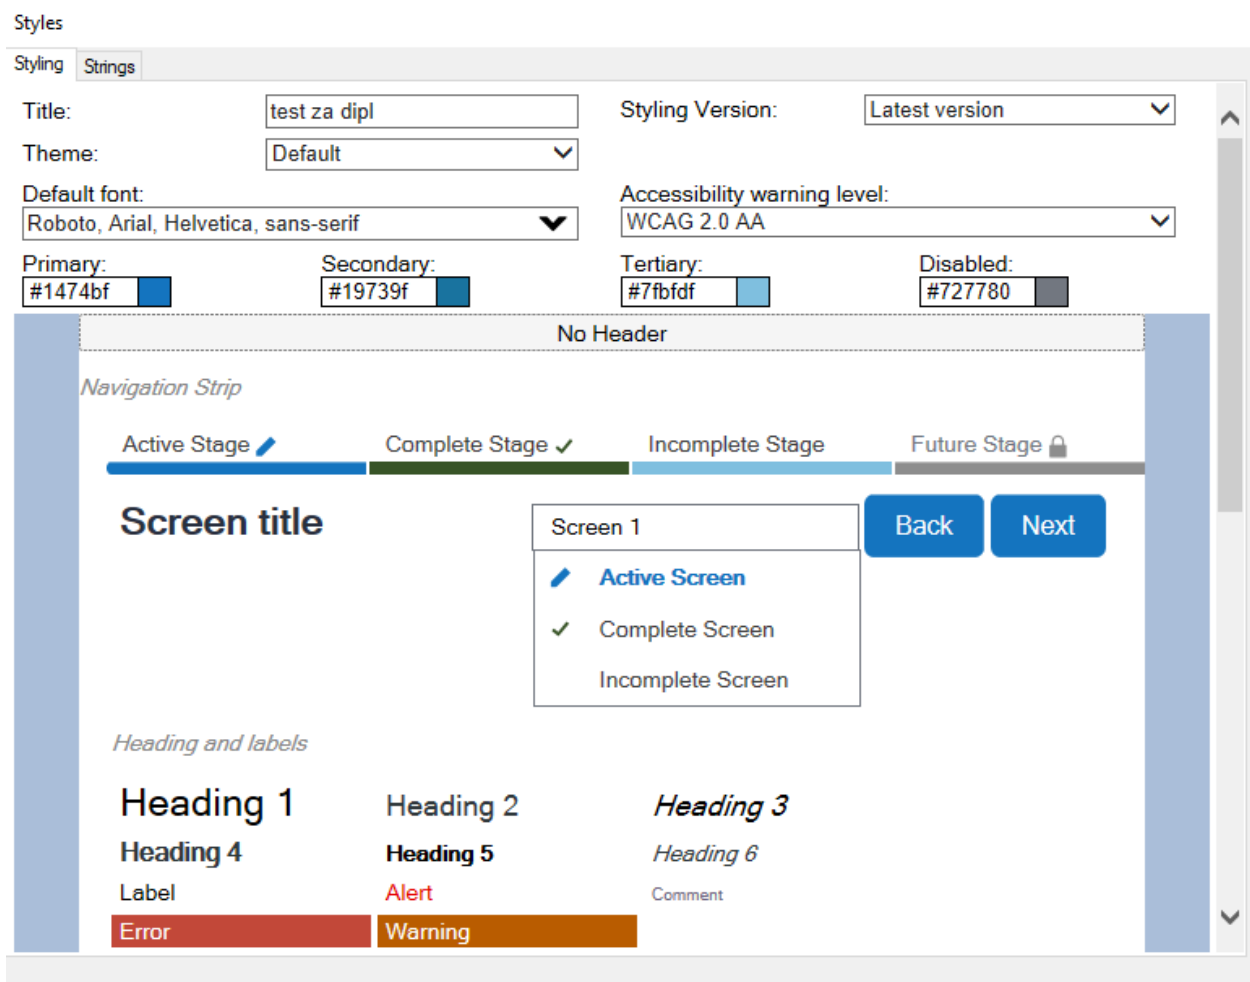 Styles
Styling Strings
Title: test za dipl Styling Version: Latest version
Theme: Default
Default font: Accessibility warning level:
Roboto, Arial, Helvetica, sans-serif WCAG 2.0 AA
Primary: Secondary: Tertiary: Disabled:
#1474bf #19739f #7fbfdf #727780
No Header
Navigation Strip
Active Stage Complete Stage Incomplete Stage Future Stage
Screen title Screen 1 Back Next
Active Screen
Complete Screen
Incomplete Screen
Heading and labels
Heading 1 Heading 2 Heading 3
Heading 4 Heading 5 Heading 6
Label Alert Comment
Error Warning